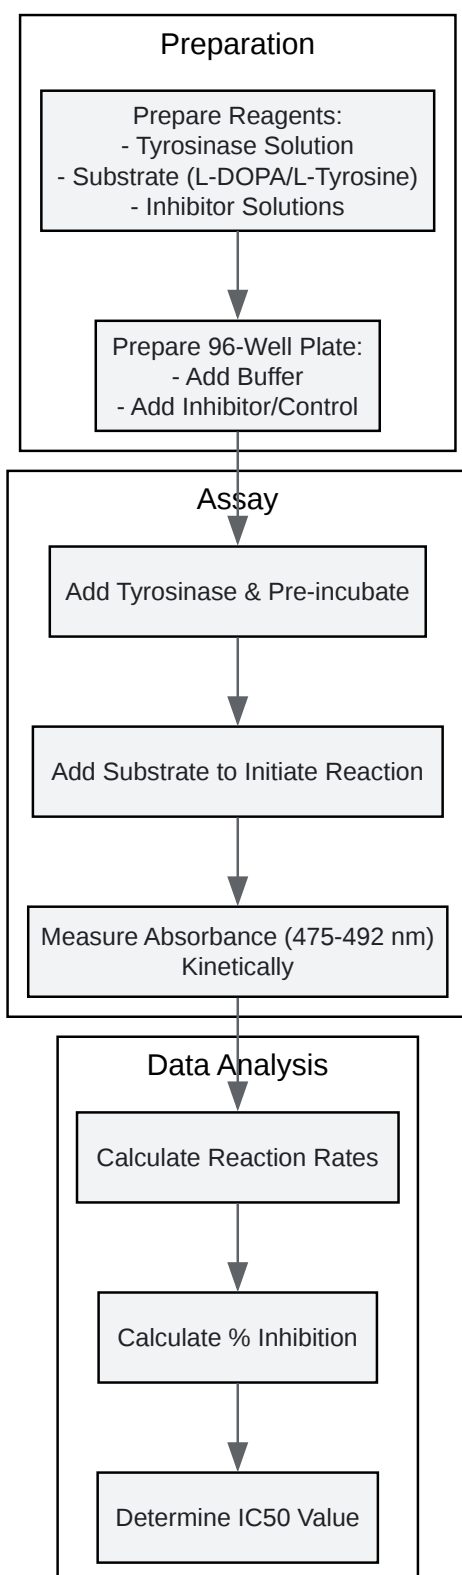 Preparation
Prepare Reagents:
- Tyrosinase Solution
- Substrate (L-DOPA/L-Tyrosine)
- Inhibitor Solutions
Prepare 96-Well Plate:
- Add Buffer
- Add Inhibitor/Control
Assay
Add Tyrosinase & Pre-incubate
Add Substrate to Initiate Reaction
Measure Absorbance (475-492 nm)
Kinetically
Data Analysis
Calculate Reaction Rates
Calculate % Inhibition
Determine IC50 Value